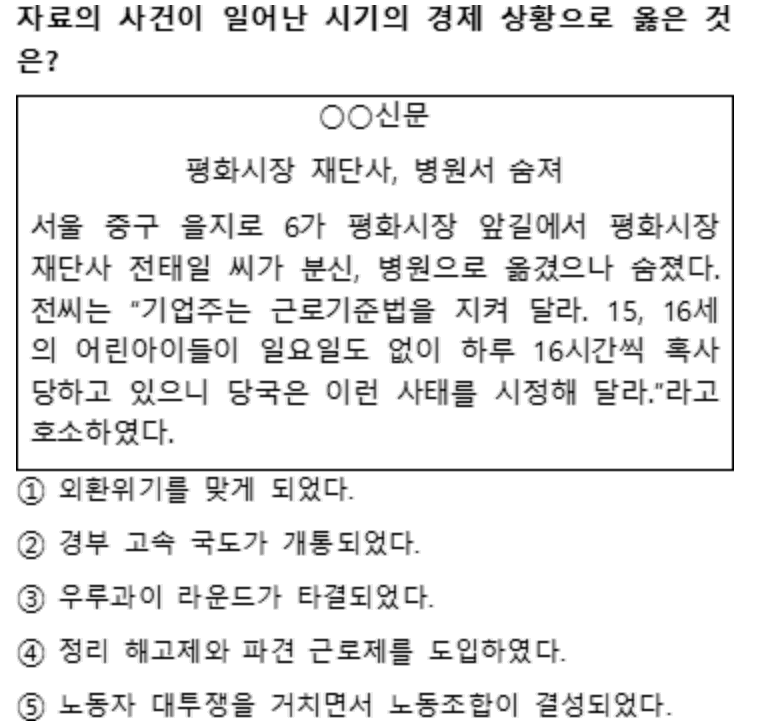 자료의 사건이 일어난 시기의 경제 상황으로 옳은 것
은?
○○신문
평화시장 재단사, 병원서 숨져
서울 중구 을지로 6가 평화시장 앞길에서 평화시장
재단사 전태일 씨가 분신, 병원으로 옮겼으나 숨졌다.
전씨는 "기업주는 근로기준법을 지켜 달라. 15, 16세
의 어린아이들이 일요일도 없이 하루 16시간씩 혹사
당하고 있으니 당국은 이런 사태를 시정해 달라."라고
호소하였다.
① 외환위기를 맞게 되었다.
② 경부 고속 국도가 개통되었다.
③ 우루과이 라운드가 타결되었다.
④ 정리 해고제와 파견 근로제를 도입하였다.
⑤ 노동자 대투쟁을 거치면서 노동조합이 결성되었다.